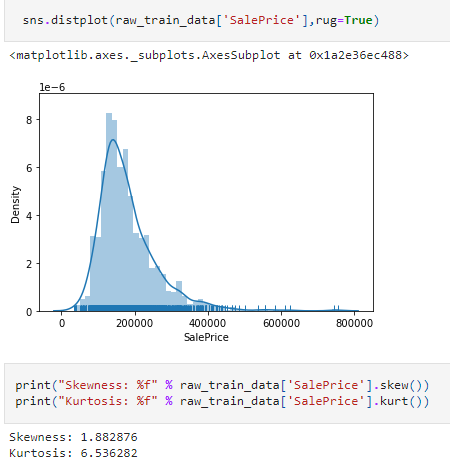 sns.distplot(raw_train_data['SalePrice'],rug=True)
<matplotlib.axes._subplots.AxesSubplot at 0x1a2e36ec488>
1e−6
8
6
4
2
0
Density
0 200000 400000 600000 800000
SalePrice
print("Skewness: %f" % raw_train_data['SalePrice'].skew())
print("Kurtosis: %f" % raw_train_data['SalePrice'].kurt())
Skewness: 1.882876
Kurtosis: 6.536282